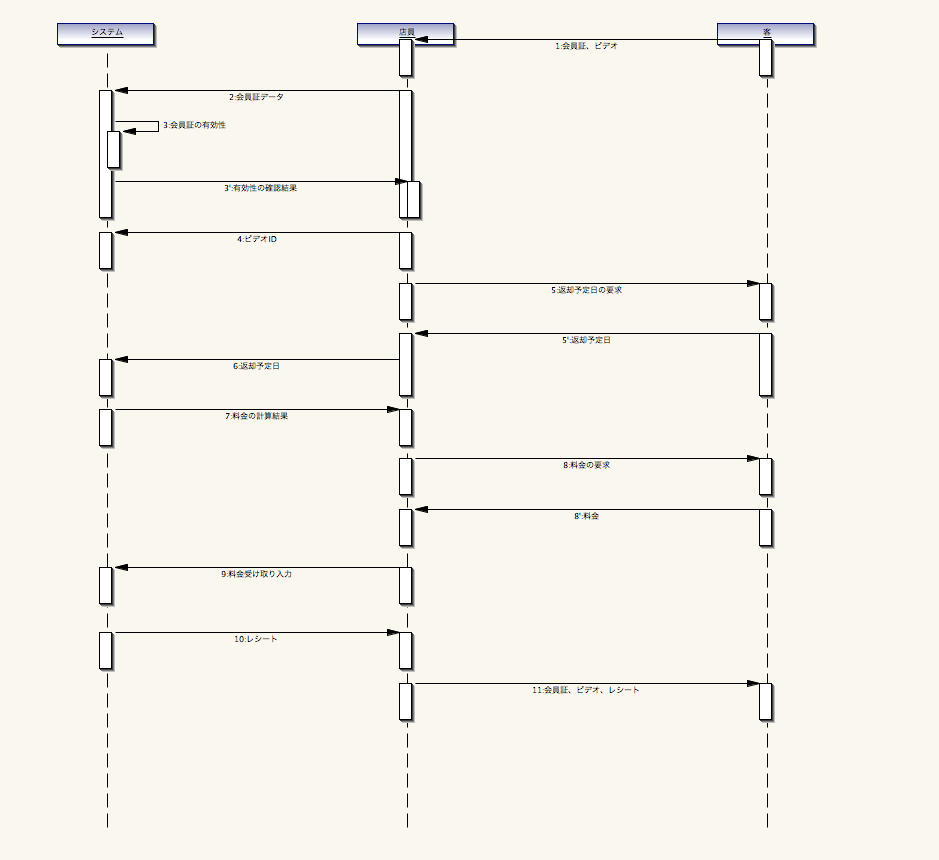 システム
店員
客
1:会員証、ビデオ
2:会員証データ
3:会員証の有効性
3':有効性の確認結果
4:ビデオID
5:返却予定日の要求
5':返却予定日
6:返却予定日
7:料金の計算結果
8:料金の要求
8':料金
9:料金受け取り入力
10:レシート
11:会員証、ビデオ、レシート